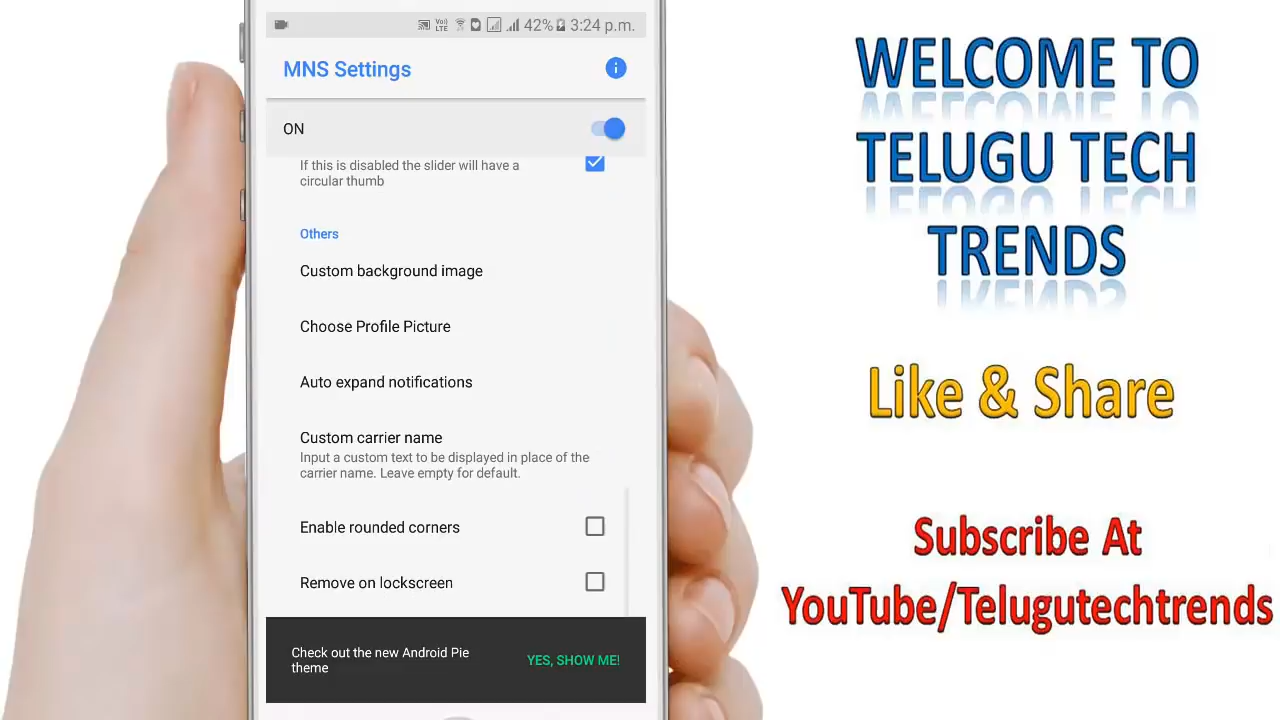 Vo))
LTE
42%
3:24 p.m.
MNS Settings
ON
If this is disabled the slider will have a
circular thumb
Others
Custom background image
Choose Profile Picture
Auto expand notifications
Custom carrier name
Input a custom text to be displayed in place of the
carrier name. Leave empty for default.
Enable rounded corners
Remove on lockscreen
Check out the new Android Pie
theme
YES, SHOW ME!
WELCOME TO
TELUGU TECH
TRENDS
Like & Share
Subscribe At
YouTube/Telugutechtrends